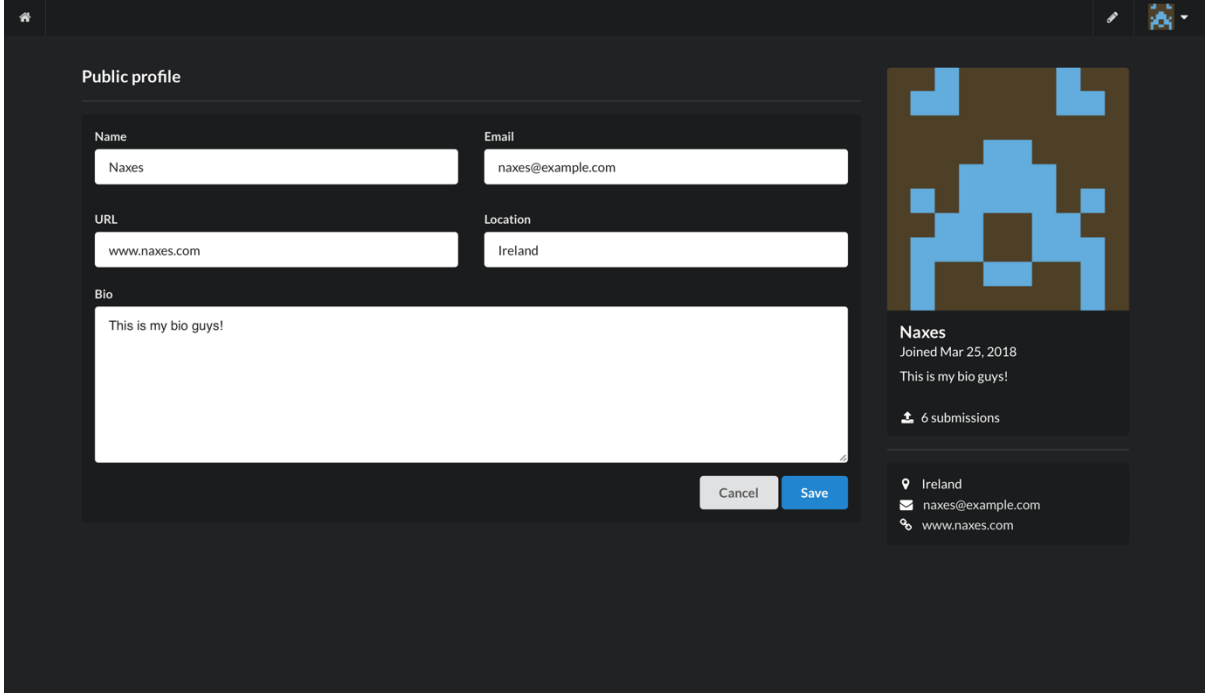 Public profile
Name
Naxes
Email
naxes@example.com
URL
www.naxes.com
Location
Ireland
Bio
This is my bio guys!
Cancel
Save
Naxes
Joined Mar 25, 2018
This is my bio guys!
6 submissions
Ireland
naxes@example.com
www.naxes.com